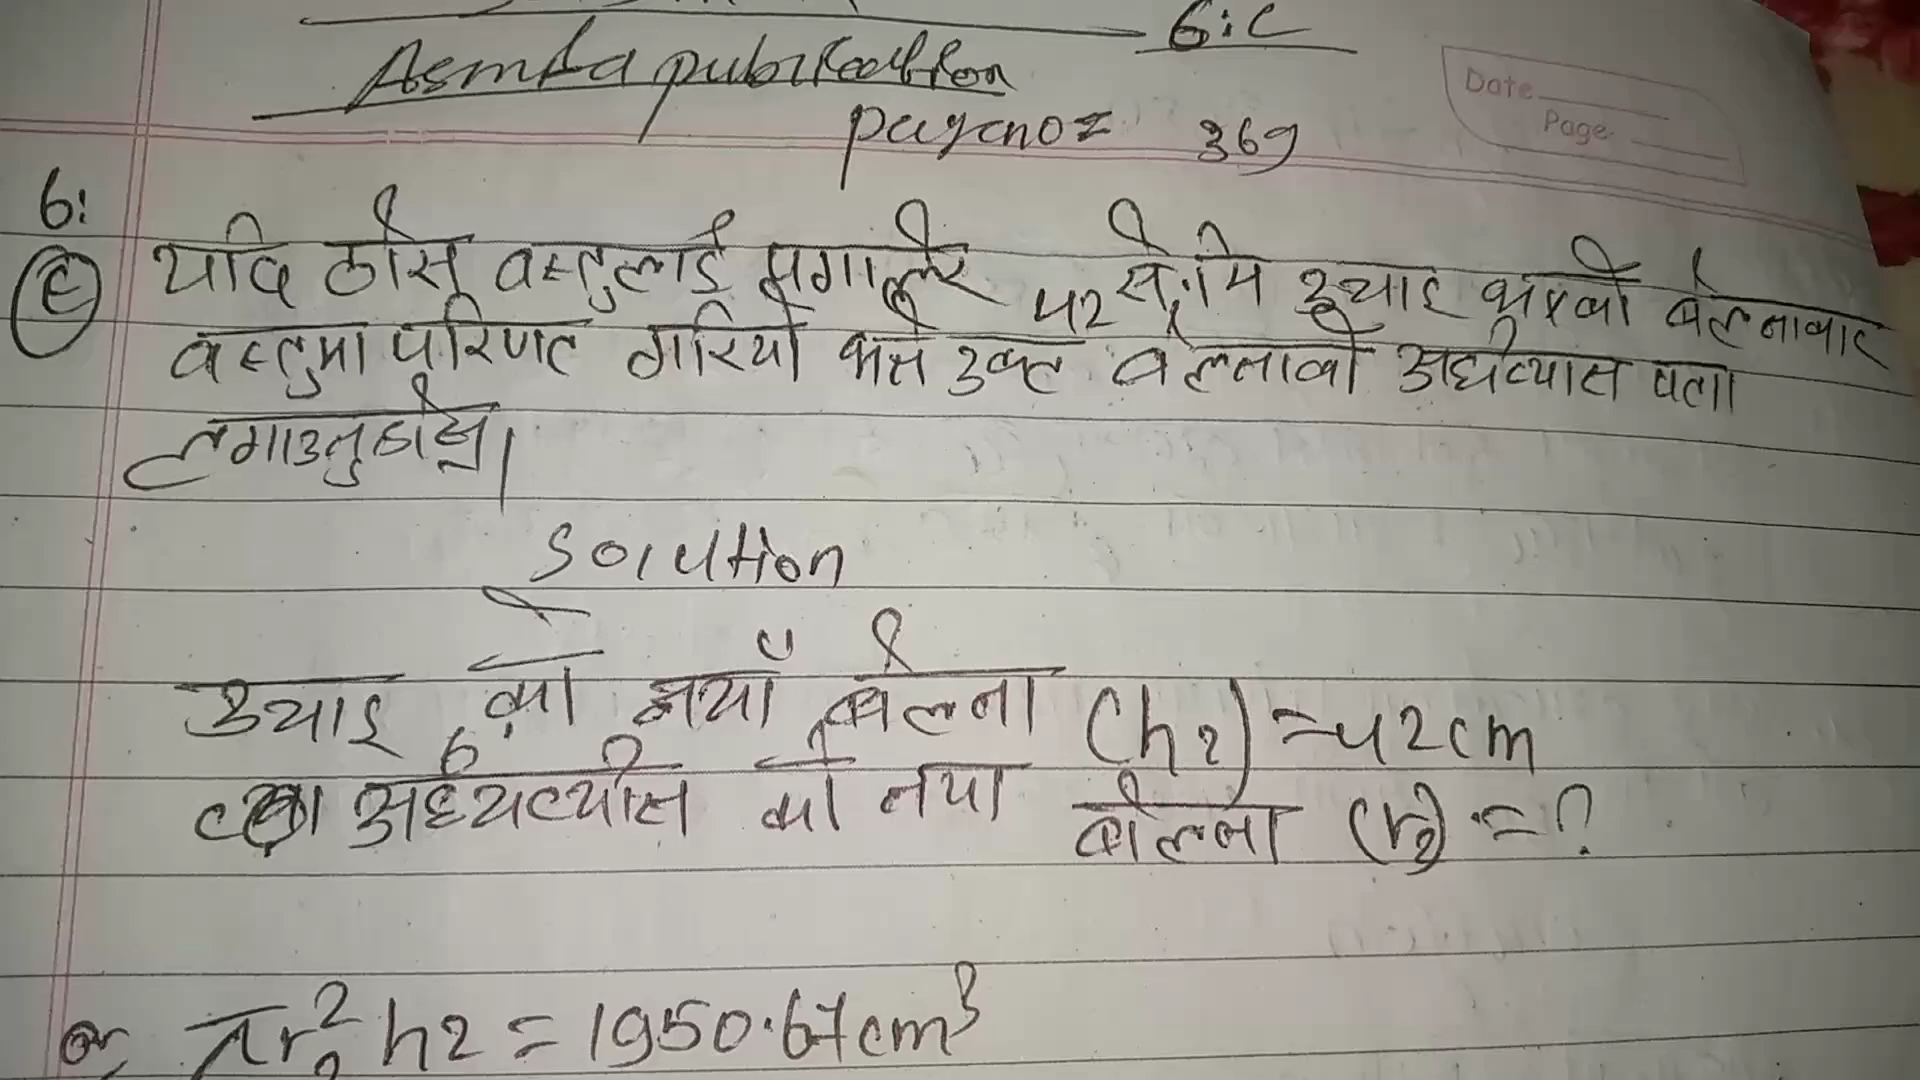 6:C
Asmita publication
page no = 369
Date
Page
6:
यदि ठोस वस्तुलाई पगालेर 42 से.मि उचाइ भएको बेलनाकार
वस्तुमा परिणत गरियो भने उक्त बेलनाको अर्धव्यास पत्ता
लगाउनुहोस्।
Solution
उचाइ को नयाँ बेलना (h2) = 42cm
अर्धव्यास को नया बेलना (r2) = ?
or πr₂² h2 = 1950.67cm³